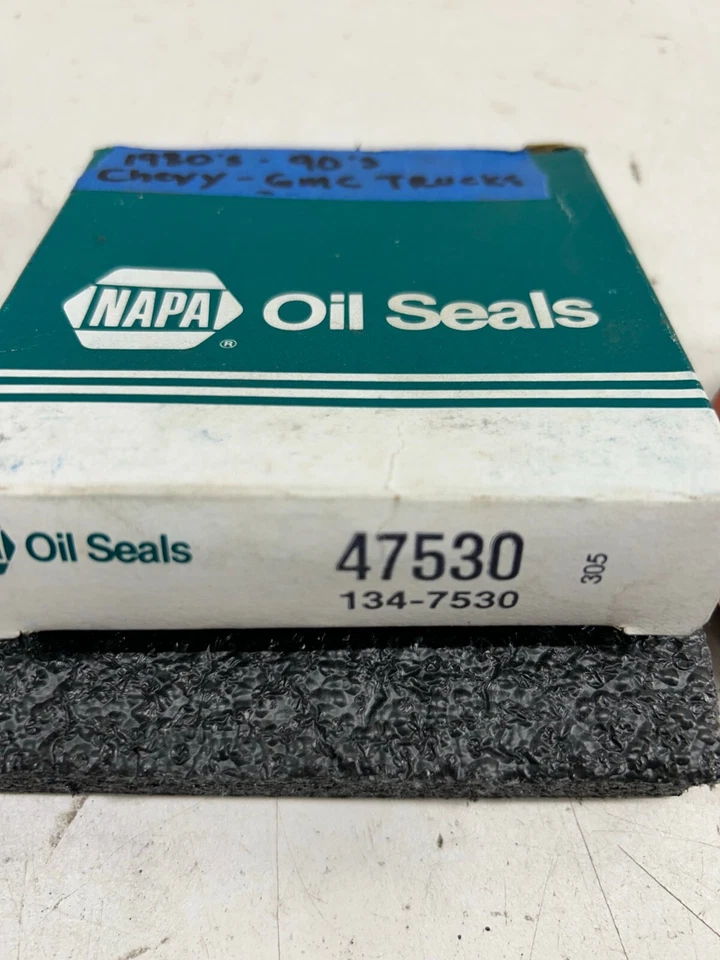 1980's - 90's
Chevy - GMC TRUCKS
NAPA® Oil Seals
Oil Seals 47530
134-7530
305